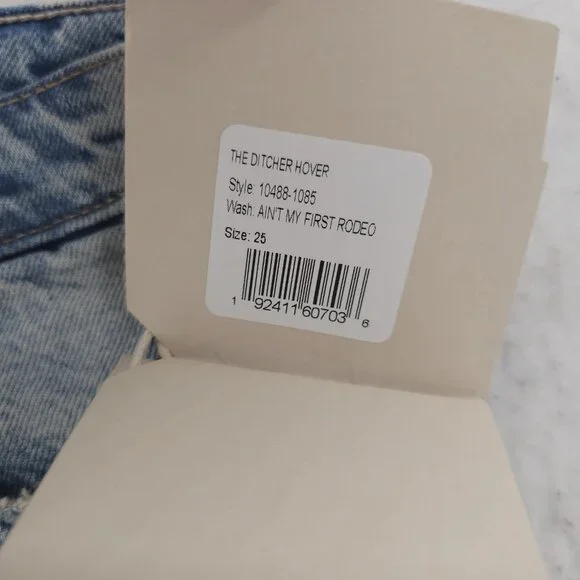 THE DITCHER HOVER
Style: 10488-1085
Wash: AIN'T MY FIRST RODEO
Size: 25
1 92411 60703 6